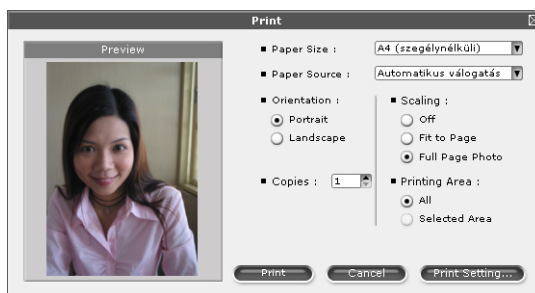 Print
Preview
Paper Size :
A4 (szegélynélküli)
Paper Source :
Automatikus válogatás
Orientation :
Portrait
Landscape
Scaling :
Off
Fit to Page
Full Page Photo
Copies :
1
Printing Area :
All
Selected Area
Print
Cancel
Print Setting...